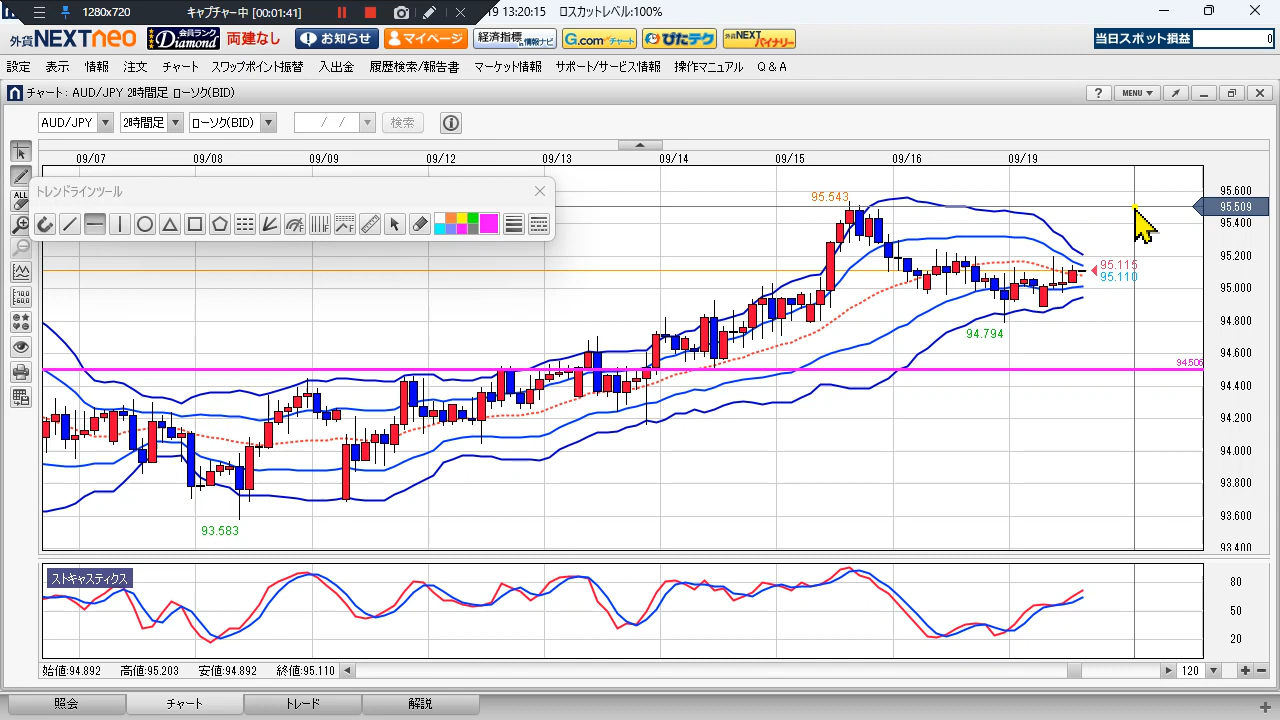 1280x720 キャプチャー中 [00:01:41] 19 13:20:15 ロスカットレベル:100%
外貨NEXTneo 会員ランク Diamond 両建なし お知らせ マイページ 経済指標 情報ナビ G.comチャート ぴたテク 外貨NEXTバイナリー 当日スポット損益 0
設定 表示 情報 注文 チャート スワップポイント振替 入出金 履歴検索/報告書 マーケット情報 サポート/サービス情報 操作マニュアル Q&A
チャート : AUD/JPY 2時間足 ローソク(BID) ? MENU
AUD/JPY 2時間足 ローソク(BID) / / 検索
09/07 09/08 09/09 09/12 09/13 09/14 09/15 09/16 09/19
ALL
トレンドラインツール
95.543
95.600
95.509
95.400
95.200
95.115
95.110
95.000
94.800
94.794
94.600
94.506
94.400
94.200
94.000
93.800
93.600
93.583
93.400
ストキャスティクス
80
50
20
始値:94.892 高値:95.203 安値:94.892 終値:95.110 120
照会 チャート トレード 解説